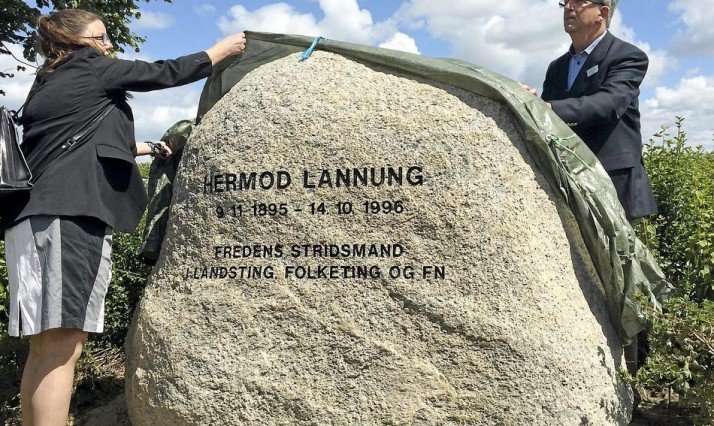 HERMOD LANNUNG
9. 11. 1895 - 14. 10. 1996
FREDENS STRIDSMAND
I LANDSTING, FOLKETING OG FN